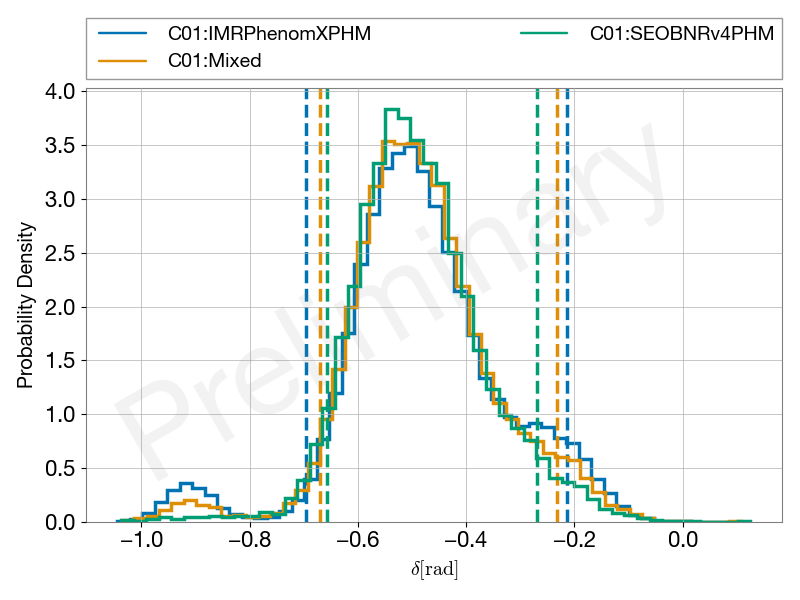 C01:IMRPhenomXPHM
C01:Mixed
C01:SEOBNRv4PHM
4.0
3.5
3.0
2.5
2.0
1.5
1.0
0.5
0.0
Probability Density
Preliminary
−1.0 −0.8 −0.6 −0.4 −0.2 0.0
δ[rad]